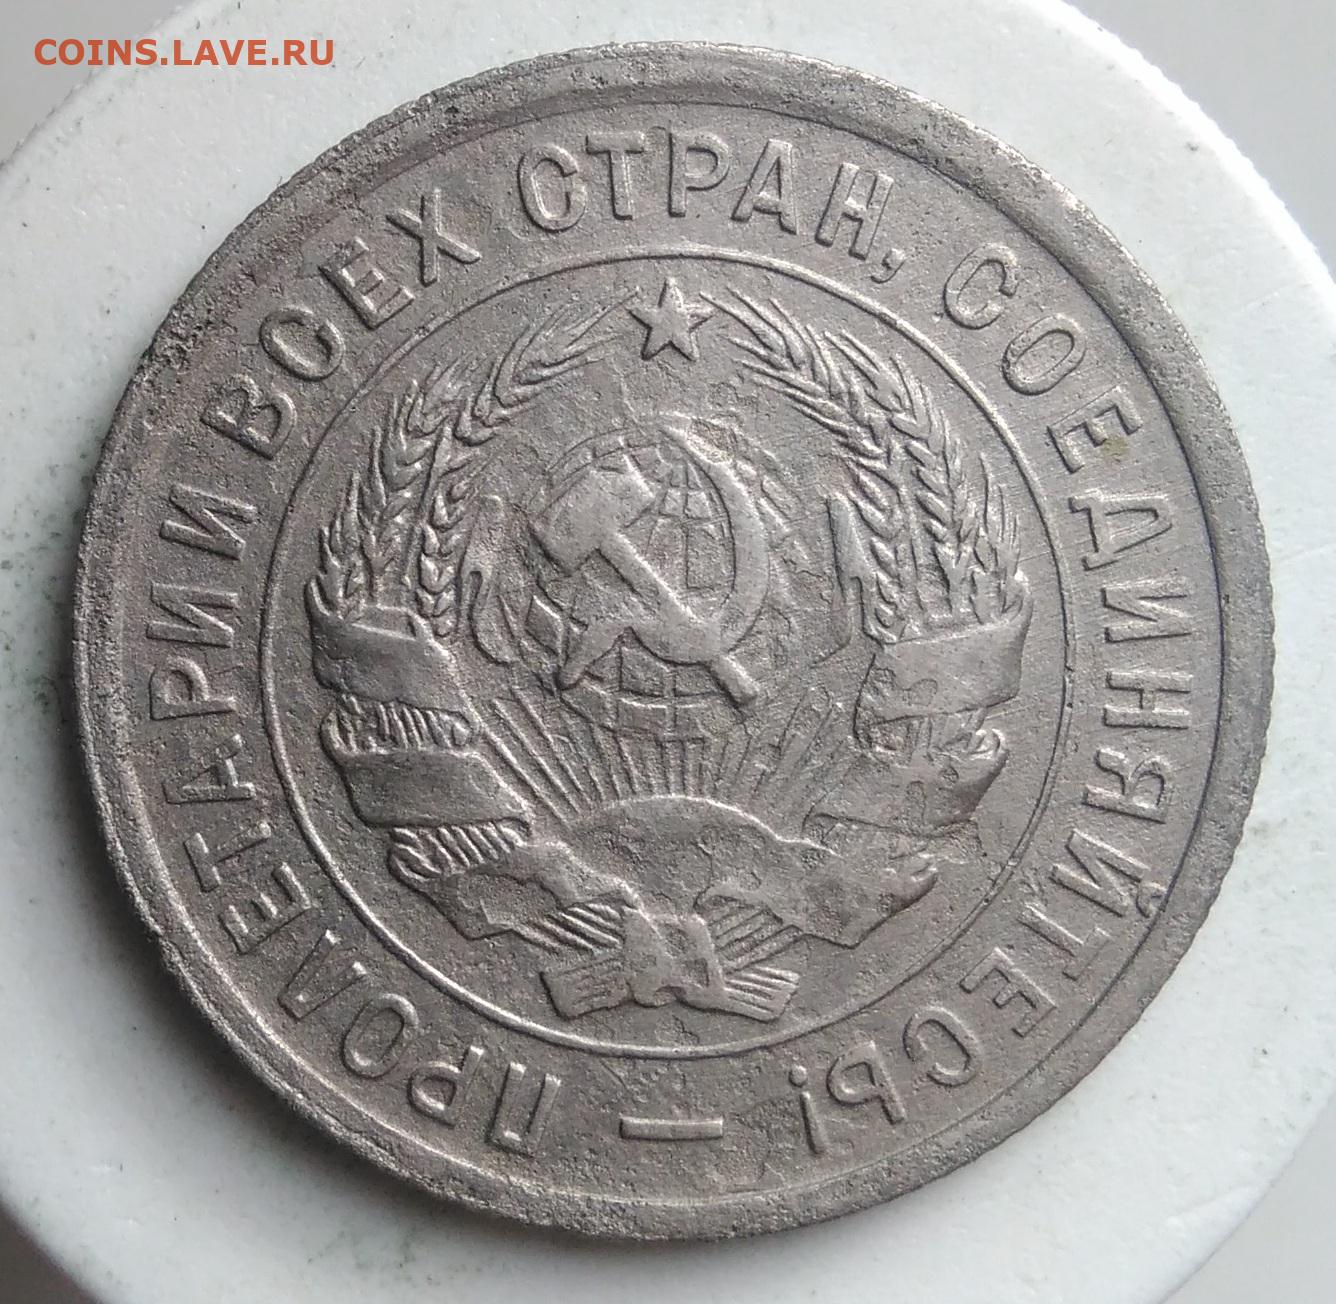 COINS.LAVE.RU
ПРОЛЕТАРИИ ВСЕХ СТРАН, СОЕДИНЯЙТЕСЬ! —